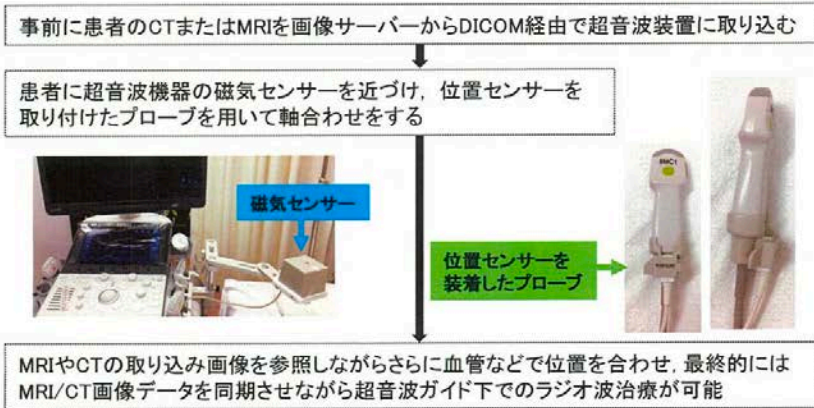 事前に患者のCTまたはMRIを画像サーバーからDICOM経由で超音波装置に取り込む
患者に超音波機器の磁気センサーを近づけ，位置センサーを
取り付けたプローブを用いて軸合わせをする
磁気センサー
位置センサーを
装着したプローブ
MRIやCTの取り込み画像を参照しながらさらに血管などで位置を合わせ，最終的には
MRI/CT画像データを同期させながら超音波ガイド下でのラジオ波治療が可能